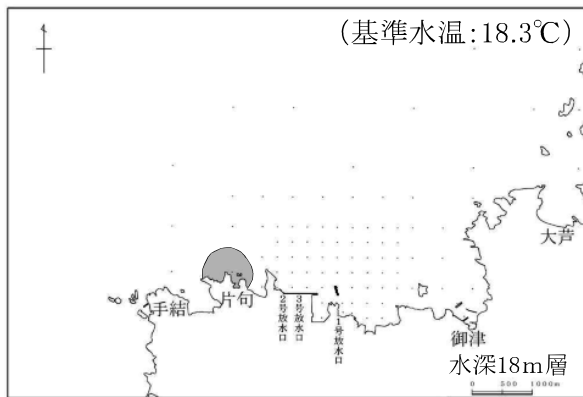 (基準水温:18.3℃)
大芦
手結
片句
2号放水口
3号放水口
1号放水口
御津
水深18m層
0 500 1000m